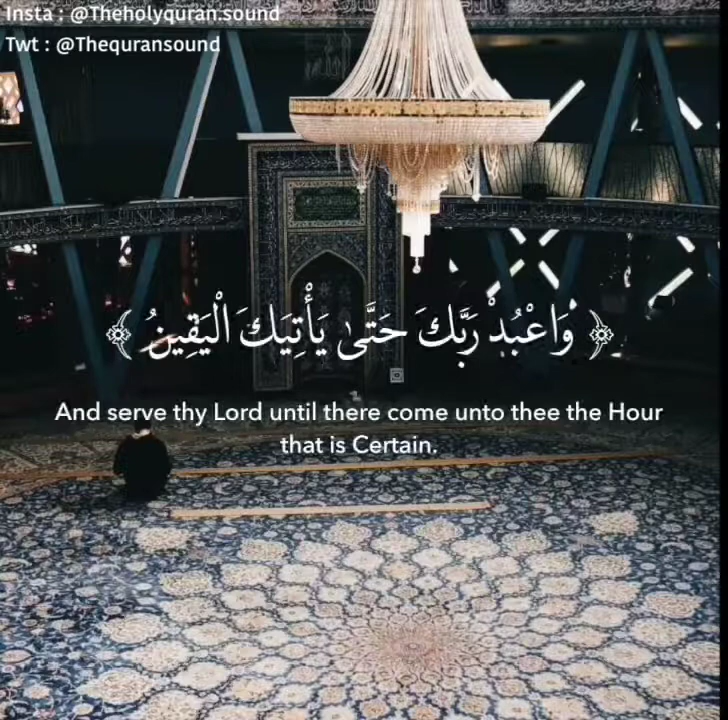 Insta : @Theholyquran.sound
Twt : @Thequransound
﴿ وَاعْبُدْ رَبَّكَ حَتَّىٰ يَأْتِيَكَ الْيَقِينُ ﴾
And serve thy Lord until there come unto thee the Hour
that is Certain.